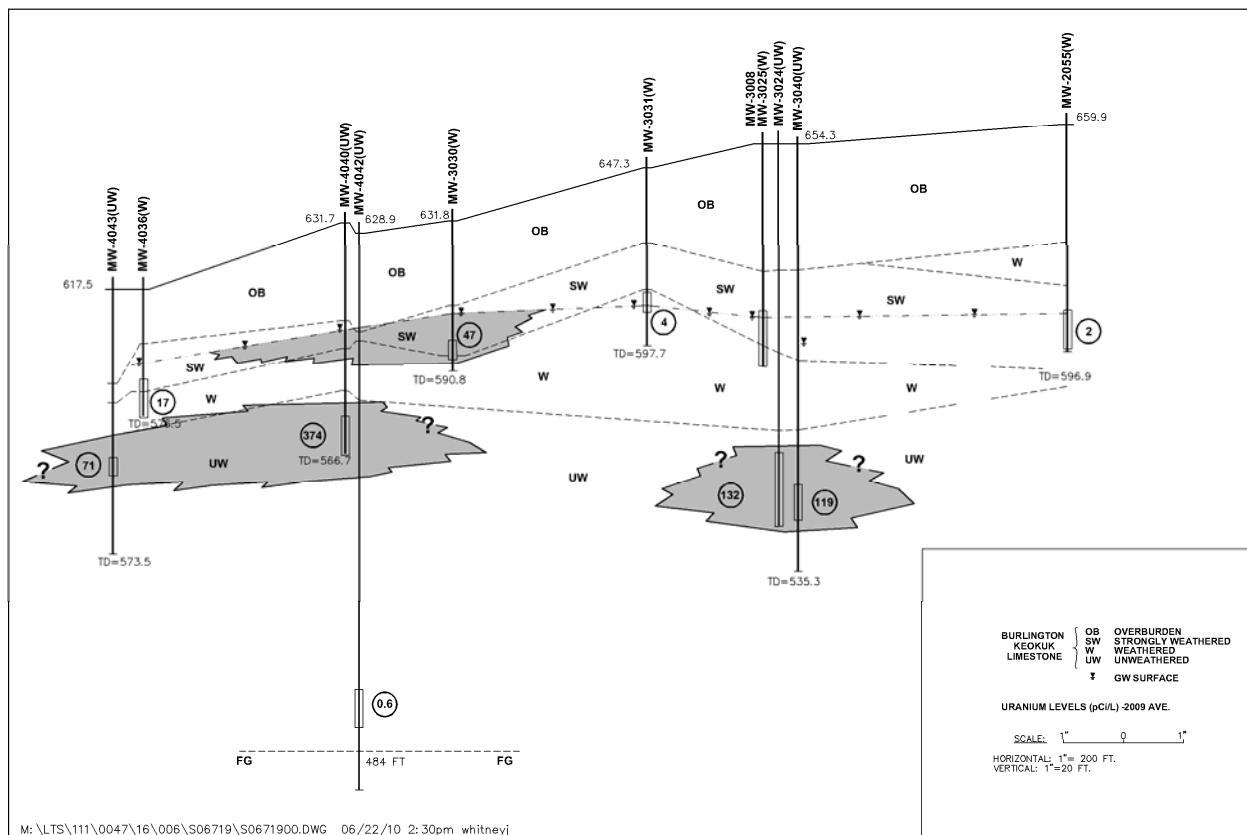 MW-2055(W)
MW-3031(W)
MW-3008
MW-3025(W)
MW-3024(UW)
MW-3040(UW)
MW-4040(UW)
MW-4042(UW)
MW-3030(W)
MW-4043(UW)
MW-4036(W)
659.9
654.3
647.3
631.7
628.9
631.8
617.5
OB
OB
OB
OB
OB
W
SW
SW
SW
SW
SW
47
4
2
TD=597.7
TD=596.9
TD=590.8
W
W
W
W
17
374
TD=566.7
71
?
?
UW
UW
UW
?
?
132
119
TD=573.5
TD=535.3
0.6
FG
484 FT
FG
BURLINGTON
KEOKUK
LIMESTONE
OB OVERBURDEN
SW STRONGLY WEATHERED
W WEATHERED
UW UNWEATHERED
GW SURFACE
URANIUM LEVELS (pCi/L) -2009 AVE.
SCALE: 1" 0 1"
HORIZONTAL: 1"= 200 FT.
VERTICAL: 1"=20 FT.
M:\LTS\111\0047\16\006\S06719\S0671900.DWG 06/22/10 2:30pm whitneyj